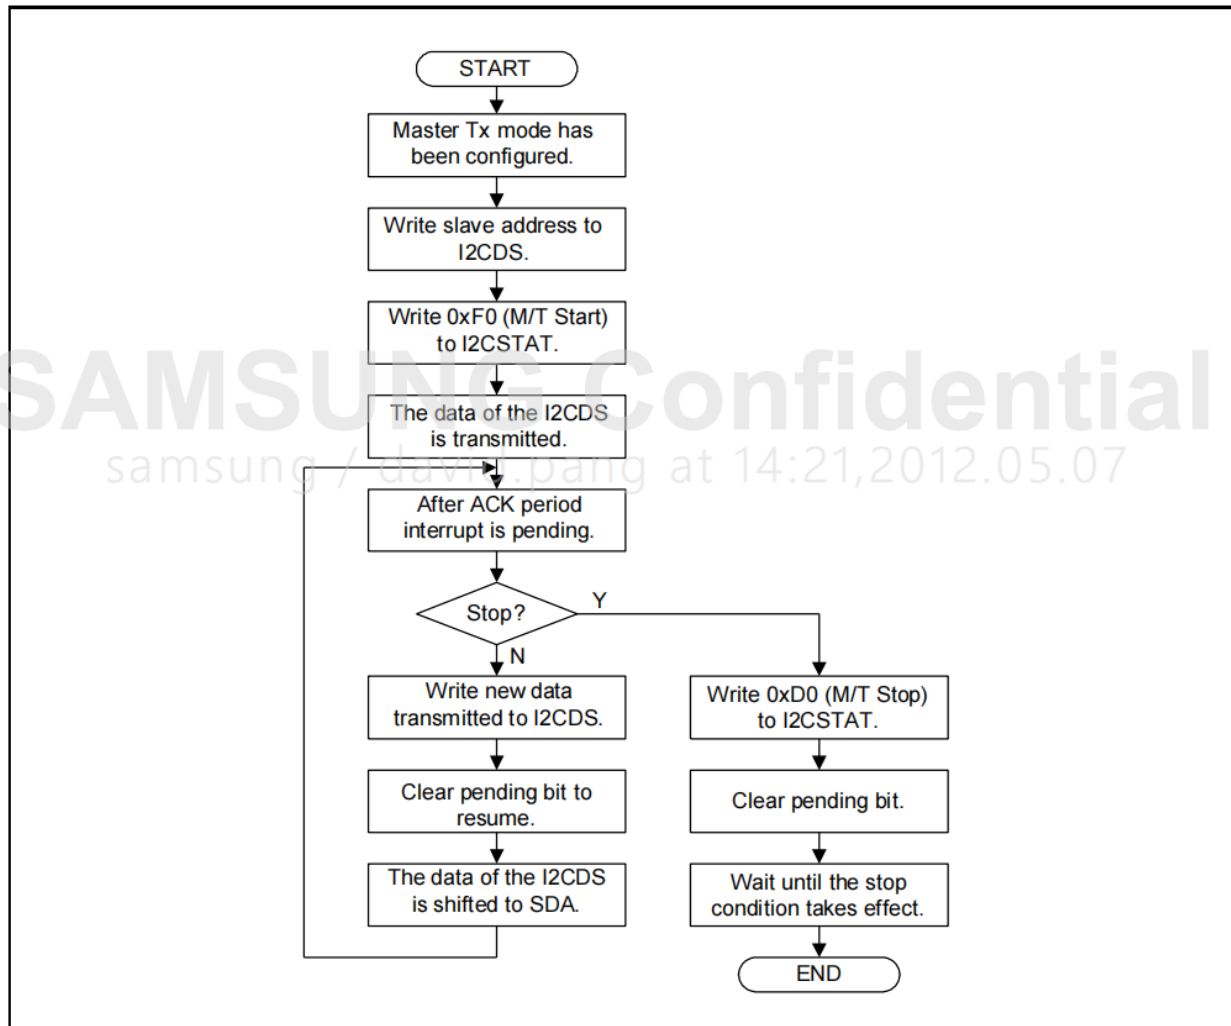 START
Master Tx mode has
been configured.
Write slave address to
I2CDS.
Write 0xF0 (M/T Start)
to I2CSTAT.
SAMSUNG Confidential
The data of the I2CDS
is transmitted.
samsung / david.pang at 14:21,2012.05.07
After ACK period
interrupt is pending.
Stop?
Y
N
Write new data
transmitted to I2CDS.
Clear pending bit to
resume.
The data of the I2CDS
is shifted to SDA.
Write 0xD0 (M/T Stop)
to I2CSTAT.
Clear pending bit.
Wait until the stop
condition takes effect.
END